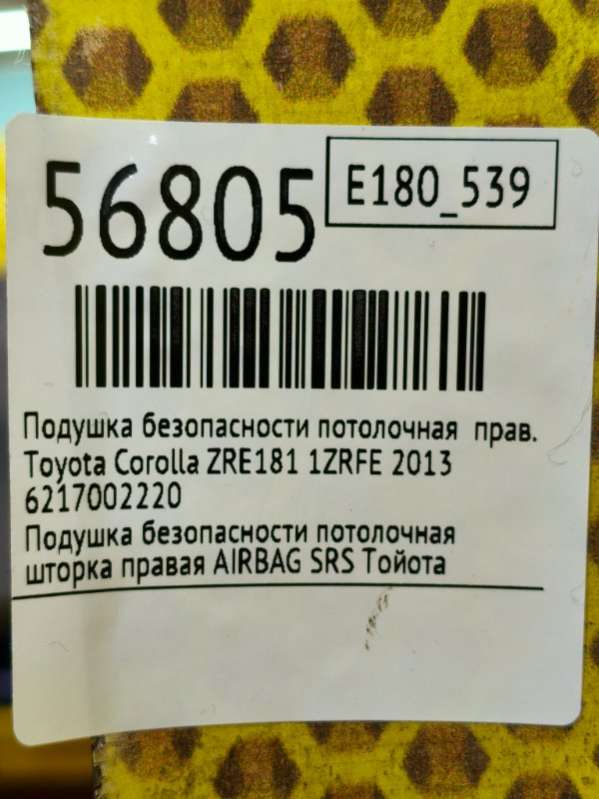 56805
E180_539
Подушка безопасности потолочная прав.
Toyota Corolla ZRE181 1ZRFE 2013
6217002220
Подушка безопасности потолочная
шторка правая AIRBAG SRS Тойота